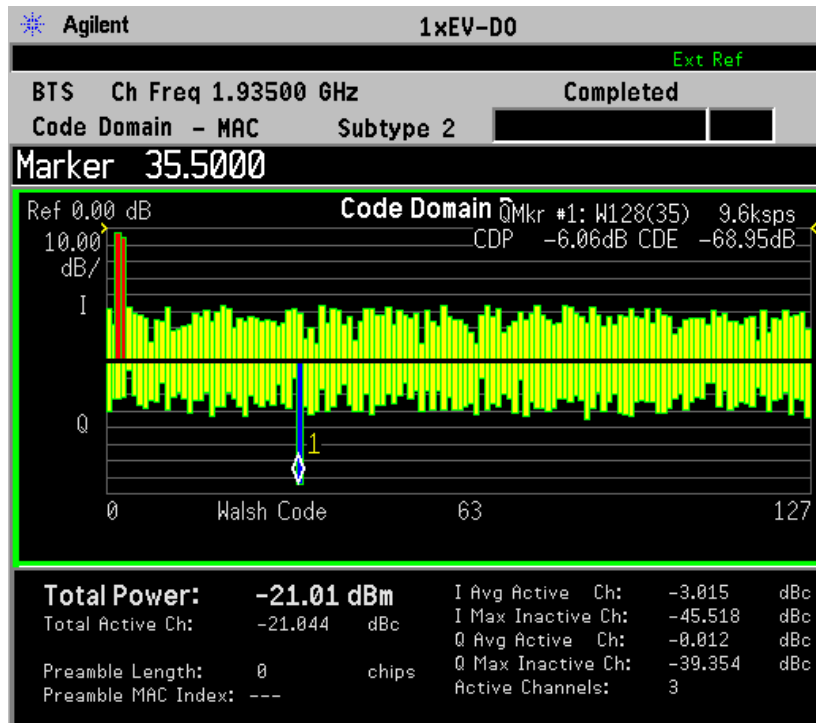 Agilent 1xEV-DO
Ext Ref
BTS Ch Freq 1.93500 GHz Completed
Code Domain - MAC Subtype 2
Marker 35.5000
Ref 0.00 dB Code Domain Mkr #1: W128(35) 9.6ksps
10.00 CDP -6.06dB CDE -68.95dB
dB/
I
Q
1
0 Walsh Code 63 127
Total Power: -21.01 dBm
Total Active Ch: -21.044 dBc
Preamble Length: 0 chips
Preamble MAC Index: ---
I Avg Active Ch: -3.015 dBc
I Max Inactive Ch: -45.518 dBc
Q Avg Active Ch: -0.012 dBc
Q Max Inactive Ch: -39.354 dBc
Active Channels: 3